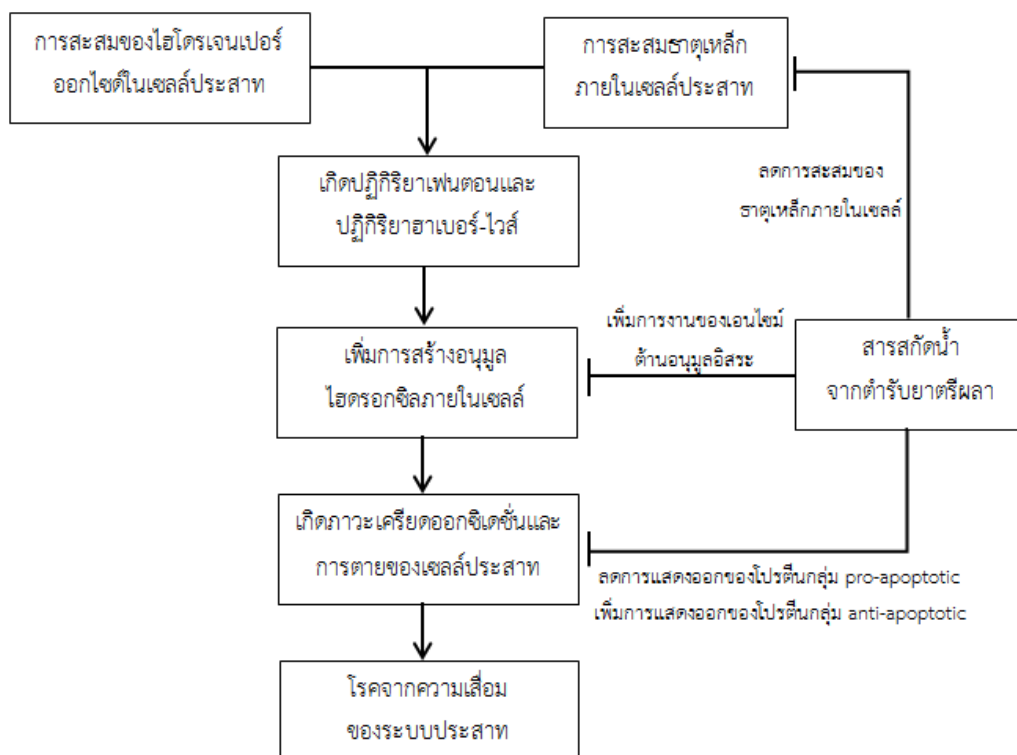 การสะสมของไฮโดรเจนเปอร์
ออกไซด์ในเซลล์ประสาท
การสะสมธาตุเหล็ก
ภายในเซลล์ประสาท
เกิดปฏิกิริยาเฟนตอนและ
ปฏิกิริยาฮาเบอร์-ไวส์
ลดการสะสมของ
ธาตุเหล็กภายในเซลล์
เพิ่มการสร้างอนุมูล
ไฮดรอกซิลภายในเซลล์
เพิ่มการงานของเอนไซม์
ต้านอนุมูลอิสระ
สารสกัดน้ำ
จากตำรับยาตรีผลา
เกิดภาวะเครียดออกซิเดชั่นและ
การตายของเซลล์ประสาท
ลดการแสดงออกของโปรตีนกลุ่ม pro-apoptotic
เพิ่มการแสดงออกของโปรตีนกลุ่ม anti-apoptotic
โรคจากความเสื่อม
ของระบบประสาท